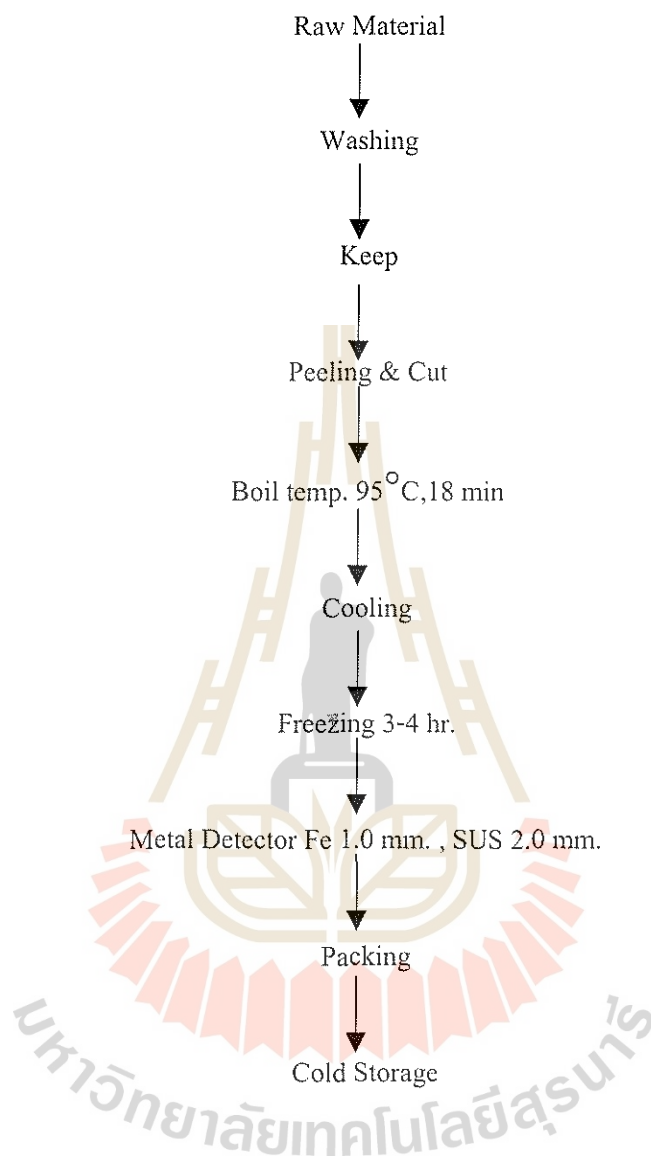 Raw Material
Washing
Keep
Peeling & Cut
Boil temp. 95°C,18 min
Cooling
Freezing 3-4 hr.
Metal Detector Fe 1.0 mm. , SUS 2.0 mm.
Packing
Cold Storage
มหาวิทยาลัยเทคโนโลยีสุรนารี